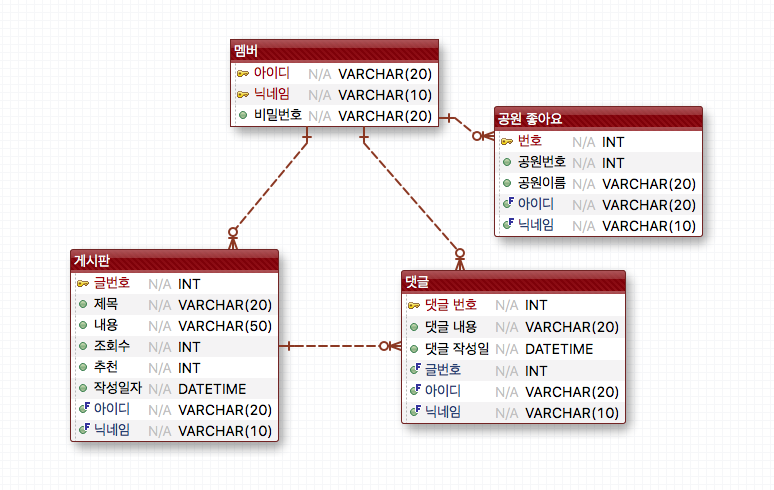 멤버
아이디 N/A VARCHAR(20)
닉네임 N/A VARCHAR(10)
비밀번호 N/A VARCHAR(20)
공원 좋아요
번호 N/A INT
공원번호 N/A INT
공원이름 N/A VARCHAR(20)
아이디 N/A VARCHAR(20)
닉네임 N/A VARCHAR(10)
게시판
글번호 N/A INT
제목 N/A VARCHAR(20)
내용 N/A VARCHAR(50)
조회수 N/A INT
추천 N/A INT
작성일자 N/A DATETIME
아이디 N/A VARCHAR(20)
닉네임 N/A VARCHAR(10)
댓글
댓글 번호 N/A INT
댓글 내용 N/A VARCHAR(20)
댓글 작성일 N/A DATETIME
글번호 N/A INT
아이디 N/A VARCHAR(20)
닉네임 N/A VARCHAR(10)